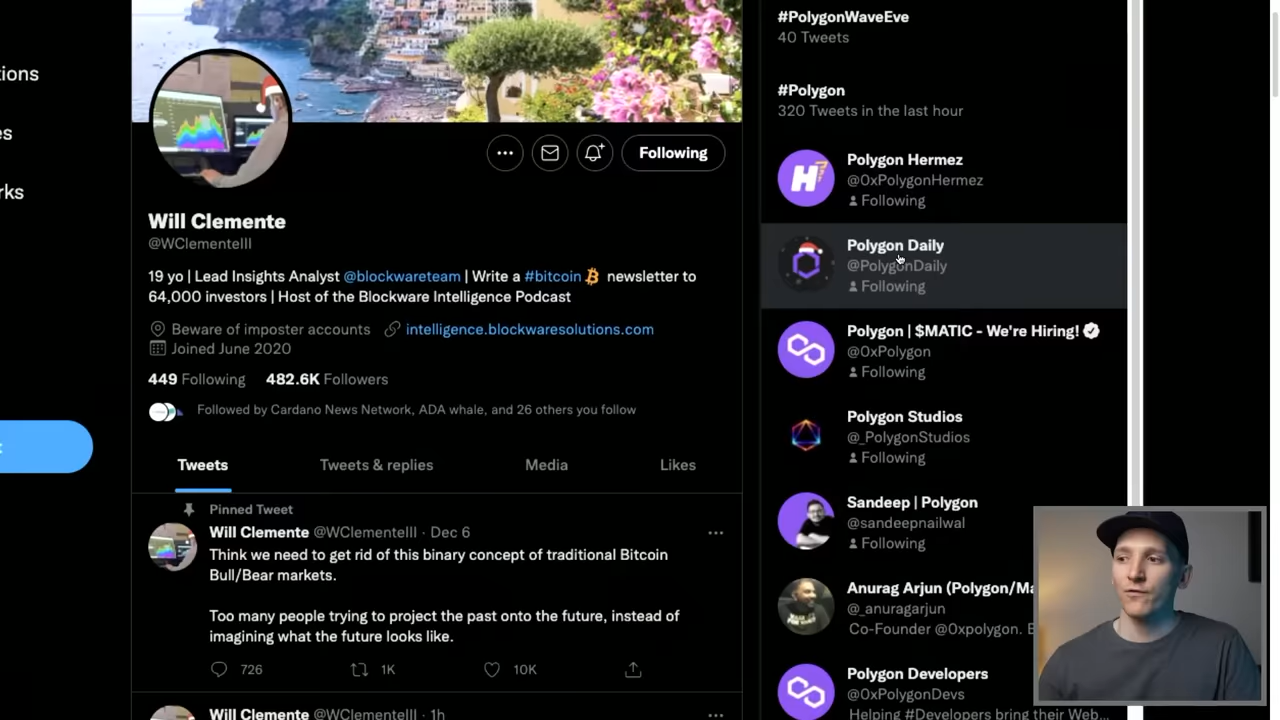 tions
es
rks
Following
Will Clemente
@WClementeIII
19 yo | Lead Insights Analyst @blockwareteam | Write a #bitcoin newsletter to
64,000 investors | Host of the Blockware Intelligence Podcast
Beware of imposter accounts intelligence.blockwaresolutions.com
Joined June 2020
449 Following 482.6K Followers
Followed by Cardano News Network, ADA whale, and 26 others you follow
Tweets Tweets & replies Media Likes
Pinned Tweet
Will Clemente @WClementeIII · Dec 6
Think we need to get rid of this binary concept of traditional Bitcoin
Bull/Bear markets.
Too many people trying to project the past onto the future, instead of
imagining what the future looks like.
726 1K 10K
Will Clemente @WClementeIII · 1h
#PolygonWaveEve
40 Tweets
#Polygon
320 Tweets in the last hour
Polygon Hermez
@0xPolygonHermez
Following
Polygon Daily
@PolygonDaily
Following
Polygon | $MATIC - We're Hiring!
@0xPolygon
Following
Polygon Studios
@_PolygonStudios
Following
Sandeep | Polygon
@sandeepnailwal
Following
Anurag Arjun (Polygon/Ma
@_anuragarjun
Co-Founder @0xpolygon. B
Polygon Developers
@0xPolygonDevs
Helping #Developers bring their Web...